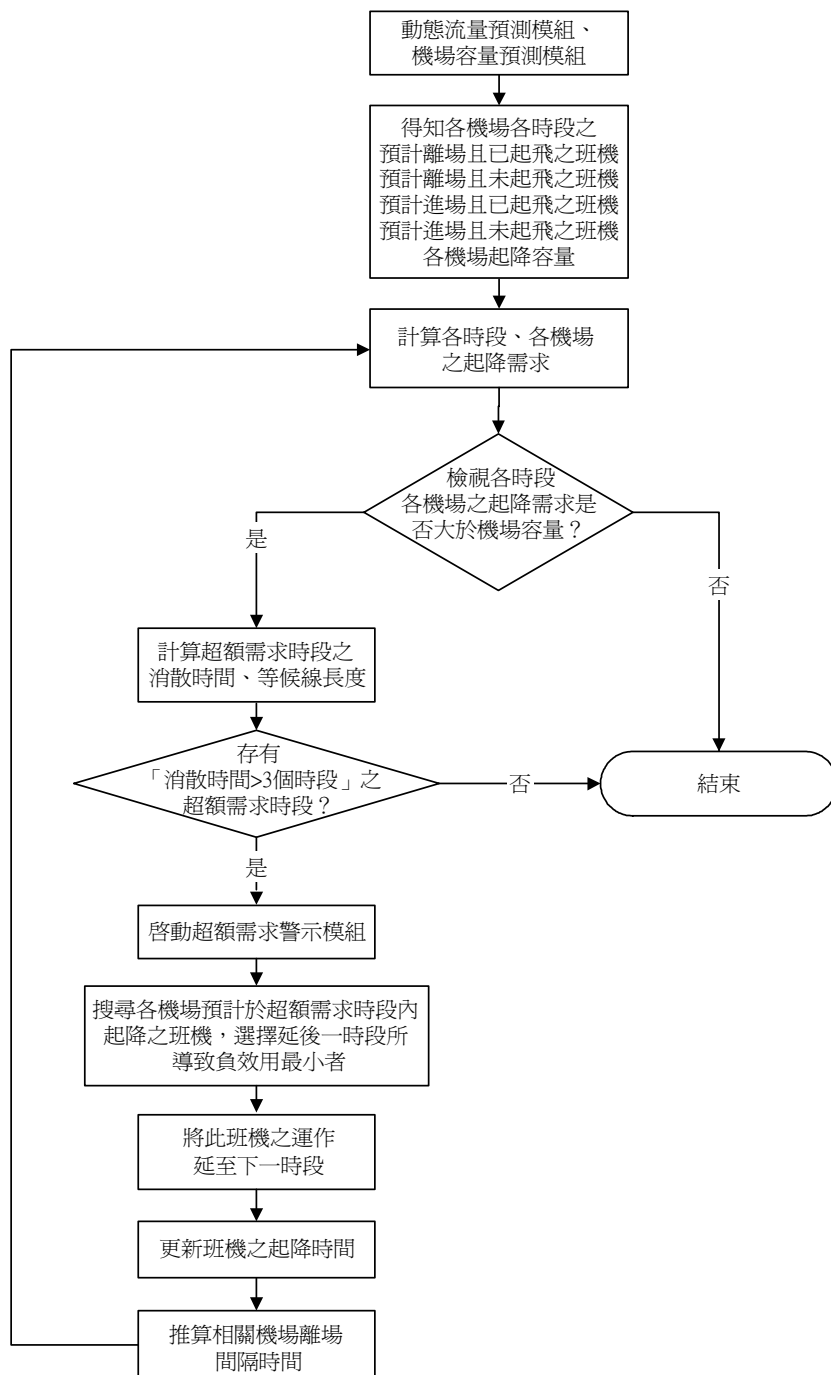 動態流量預測模組、
機場容量預測模組
得知各機場各時段之
預計離場且已起飛之班機
預計離場且未起飛之班機
預計進場且已起飛之班機
預計進場且未起飛之班機
各機場起降容量
計算各時段、各機場
之起降需求
檢視各時段
各機場之起降需求是
否大於機場容量？
是
否
計算超額需求時段之
消散時間、等候線長度
存有
「消散時間>3個時段」之
超額需求時段？
否
結束
是
啟動超額需求警示模組
搜尋各機場預計於超額需求時段內
起降之班機，選擇延後一時段所
導致負效用最小者
將此班機之運作
延至下一時段
更新班機之起降時間
推算相關機場離場
間隔時間